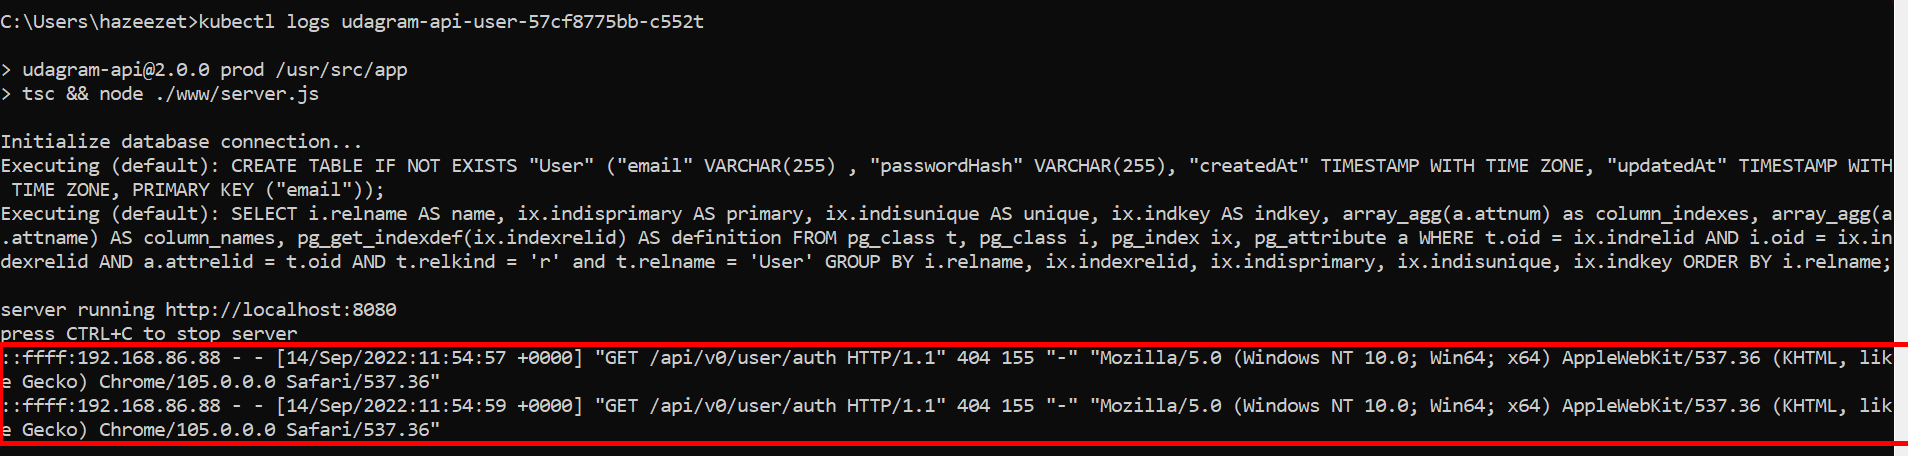 C:\Users\hazeezet>kubectl logs udagram-api-user-57cf8775bb-c552t
> udagram-api@2.0.0 prod /usr/src/app
> tsc && node ./www/server.js
Initialize database connection...
Executing (default): CREATE TABLE IF NOT EXISTS "User" ("email" VARCHAR(255) , "passwordHash" VARCHAR(255), "createdAt" TIMESTAMP WITH TIME ZONE, "updatedAt" TIMESTAMP WITH
 TIME ZONE, PRIMARY KEY ("email"));
Executing (default): SELECT i.relname AS name, ix.indisprimary AS primary, ix.indisunique AS unique, ix.indkey AS indkey, array_agg(a.attnum) as column_indexes, array_agg(a
.attname) AS column_names, pg_get_indexdef(ix.indexrelid) AS definition FROM pg_class t, pg_class i, pg_index ix, pg_attribute a WHERE t.oid = ix.indrelid AND i.oid = ix.in
dexrelid AND a.attrelid = t.oid AND t.relkind = 'r' and t.relname = 'User' GROUP BY i.relname, ix.indexrelid, ix.indisprimary, ix.indisunique, ix.indkey ORDER BY i.relname;
server running http://localhost:8080
press CTRL+C to stop server
::ffff:192.168.86.88 - - [14/Sep/2022:11:54:57 +0000] "GET /api/v0/user/auth HTTP/1.1" 404 155 "-" "Mozilla/5.0 (Windows NT 10.0; Win64; x64) AppleWebKit/537.36 (KHTML, lik
e Gecko) Chrome/105.0.0.0 Safari/537.36"
::ffff:192.168.86.88 - - [14/Sep/2022:11:54:59 +0000] "GET /api/v0/user/auth HTTP/1.1" 404 155 "-" "Mozilla/5.0 (Windows NT 10.0; Win64; x64) AppleWebKit/537.36 (KHTML, lik
e Gecko) Chrome/105.0.0.0 Safari/537.36"